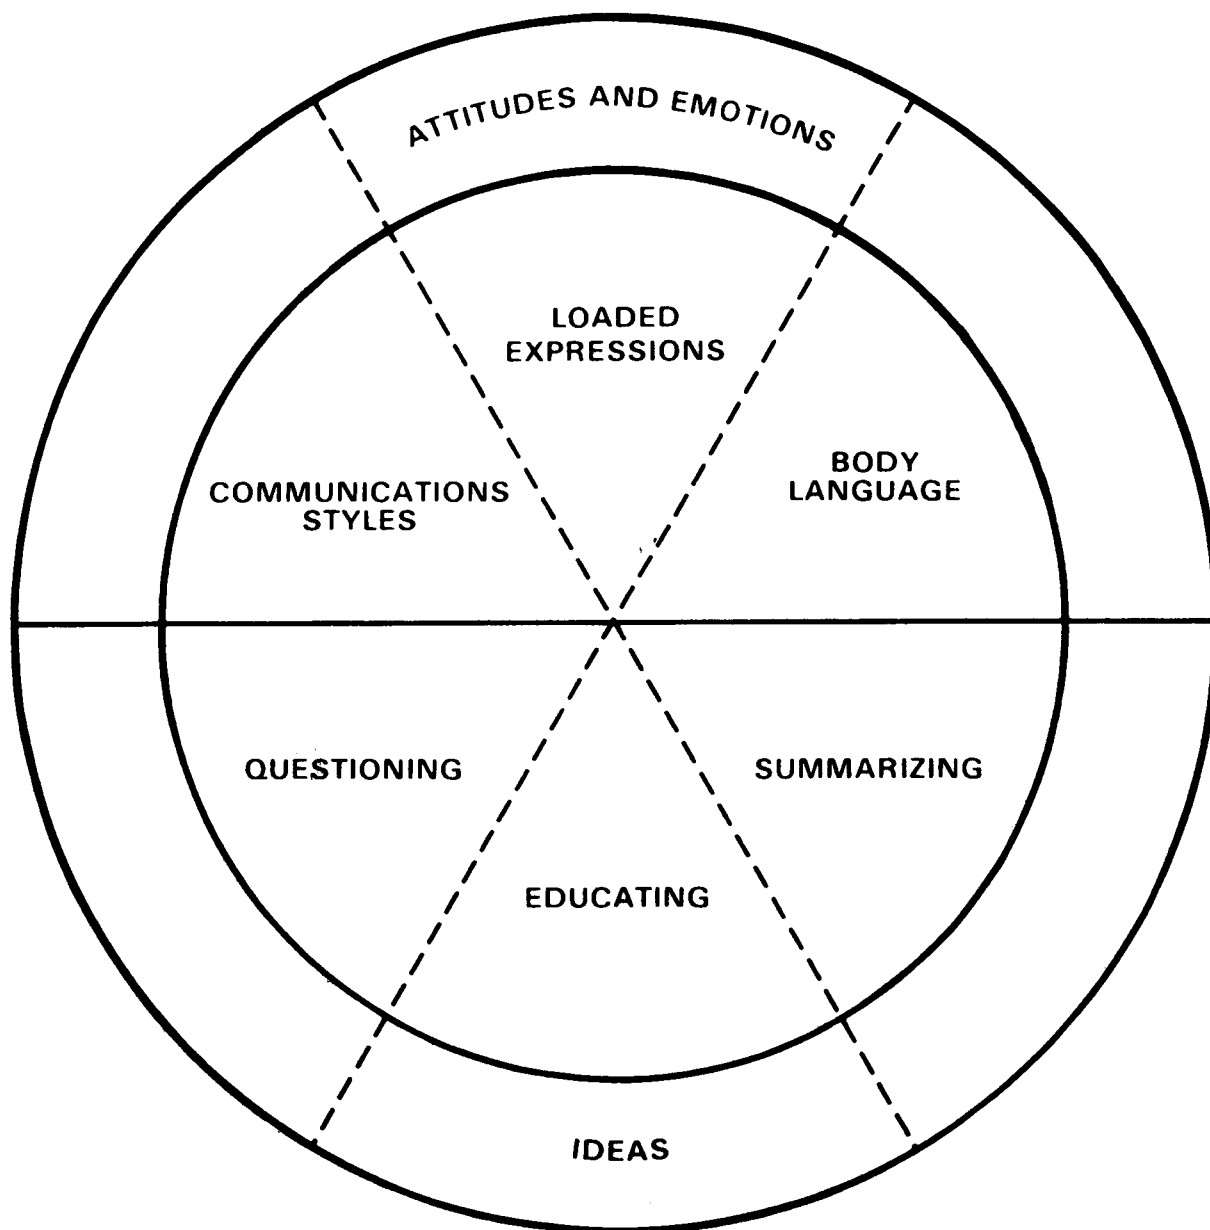 ATTITUDES AND EMOTIONS
LOADED
EXPRESSIONS
BODY
LANGUAGE
COMMUNICATIONS
STYLES
QUESTIONING
SUMMARIZING
EDUCATING
IDEAS